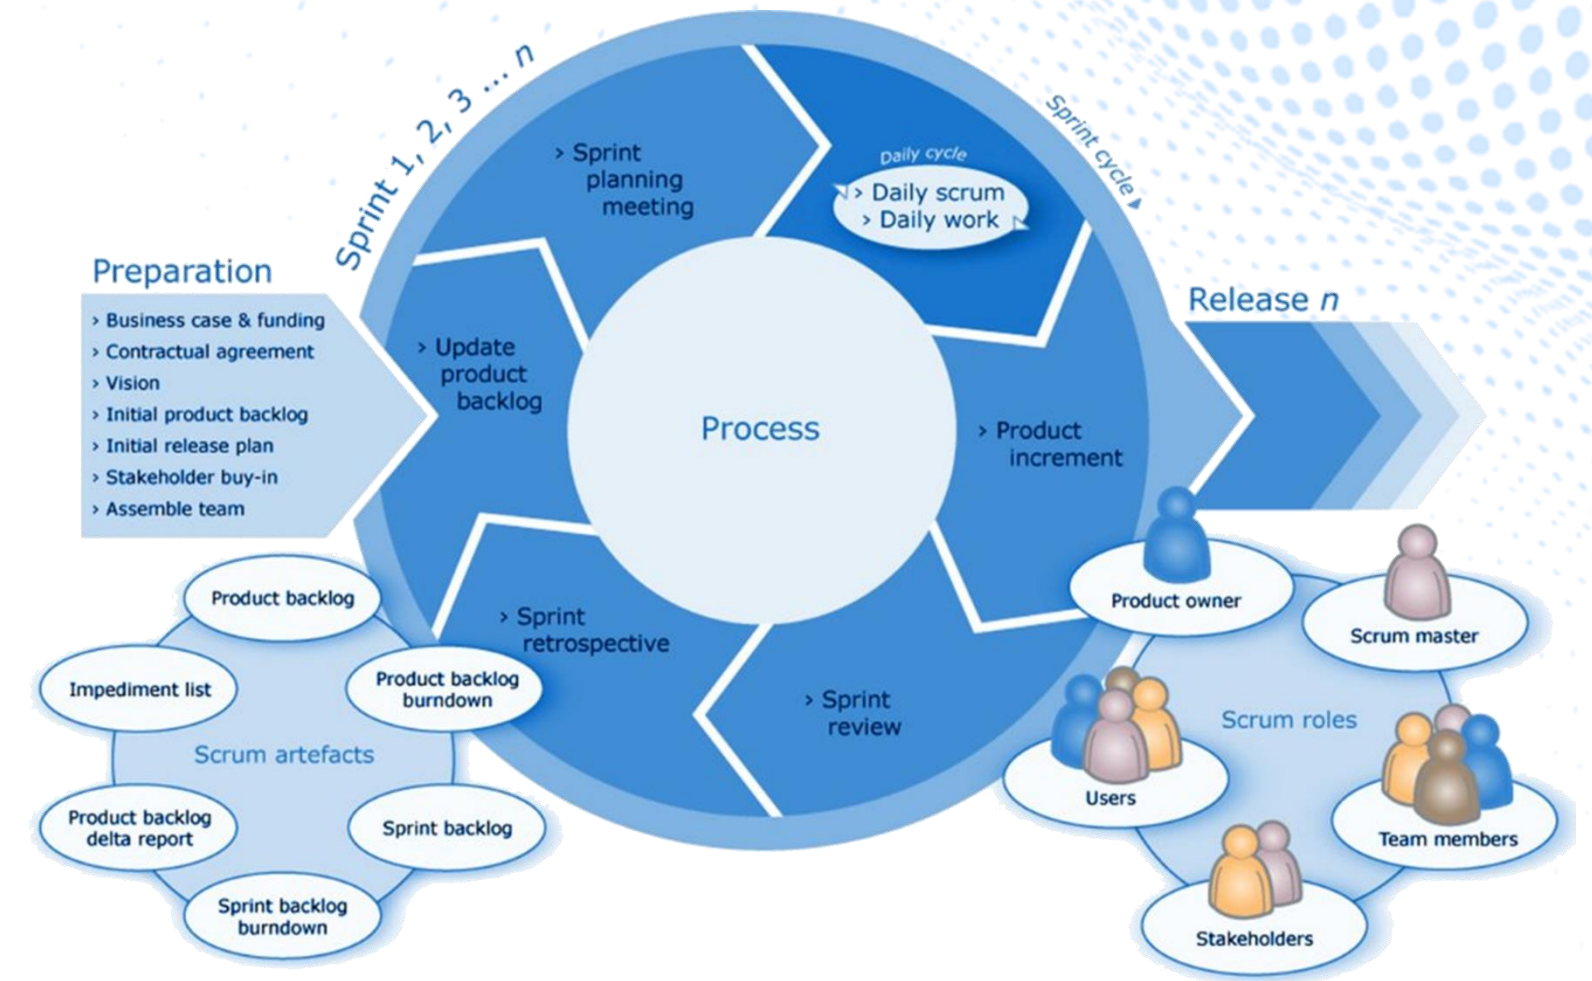 Sprint 1, 2, 3 ... n
Sprint cycle
Preparation
> Business case & funding
> Contractual agreement
> Vision
> Initial product backlog
> Initial release plan
> Stakeholder buy-in
> Assemble team
> Sprint
planning
meeting
Daily cycle
> Daily scrum
> Daily work
> Update
product
backlog
Process
> Product
increment
> Sprint
retrospective
> Sprint
review
Release n
Product backlog
Impediment list
Product backlog
burndown
Scrum artefacts
Product backlog
delta report
Sprint backlog
Sprint backlog
burndown
Product owner
Scrum master
Scrum roles
Users
Team members
Stakeholders